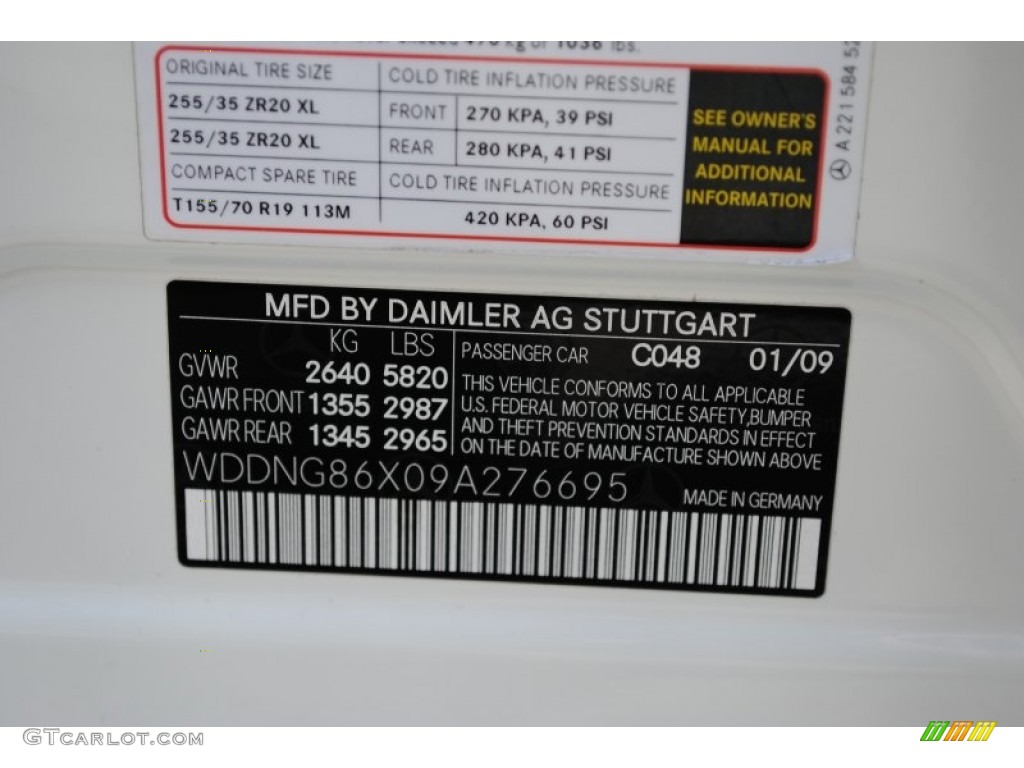 kg or 1036 lbs.
ORIGINAL TIRE SIZE
COLD TIRE INFLATION PRESSURE
255/35 ZR20 XL
FRONT
270 KPA, 39 PSI
255/35 ZR20 XL
REAR
280 KPA, 41 PSI
COMPACT SPARE TIRE
COLD TIRE INFLATION PRESSURE
T155/70 R19 113M
420 KPA, 60 PSI
SEE OWNER'S
MANUAL FOR
ADDITIONAL
INFORMATION
A 221 584 52
MFD BY DAIMLER AG STUTTGART
KG LBS
GVWR 2640 5820
GAWR FRONT 1355 2987
GAWR REAR 1345 2965
PASSENGER CAR C048 01/09
THIS VEHICLE CONFORMS TO ALL APPLICABLE
U.S. FEDERAL MOTOR VEHICLE SAFETY,BUMPER
AND THEFT PREVENTION STANDARDS IN EFFECT
ON THE DATE OF MANUFACTURE SHOWN ABOVE
WDDNG86X09A276695
MADE IN GERMANY
GTCARLOT.COM